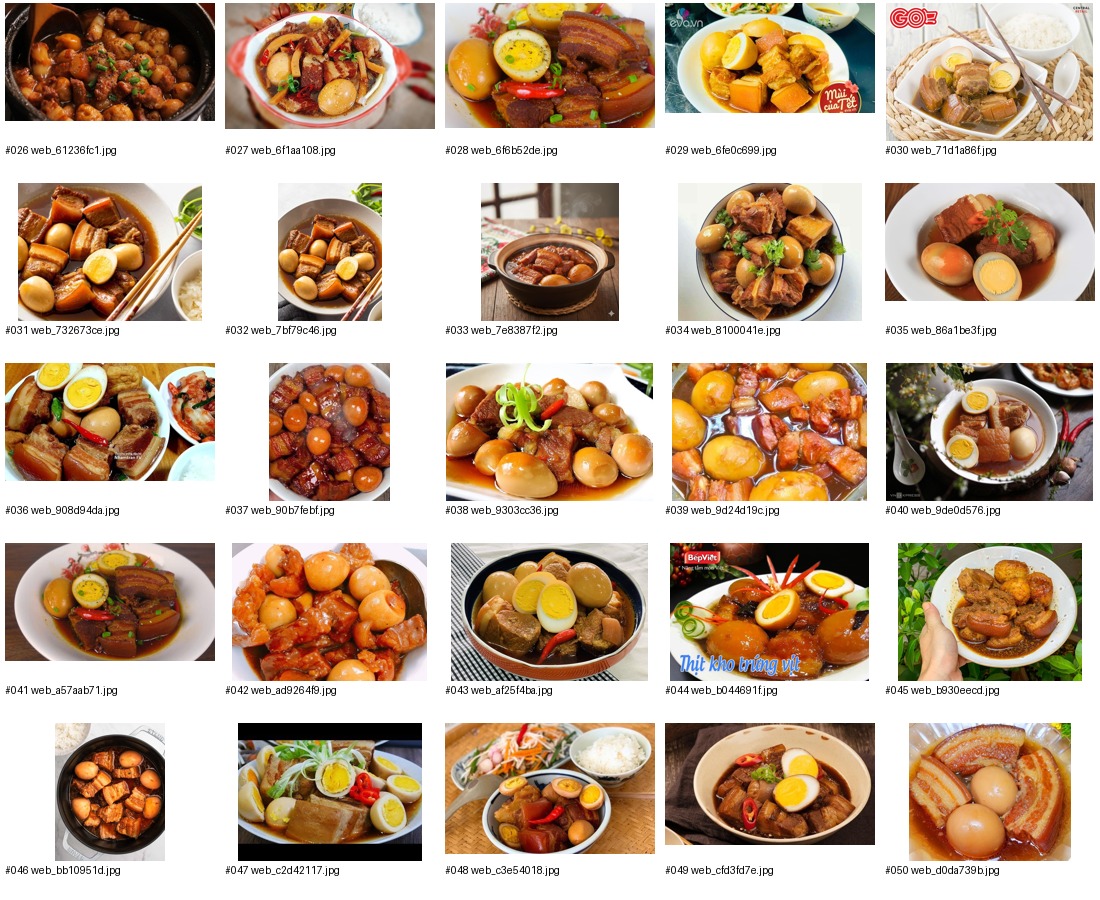 eva.vn
Mùi
của Tết
GO!
CENTRAL
RETAIL
#026 web_61236fc1.jpg
#027 web_6f1aa108.jpg
#028 web_6f6b52de.jpg
#029 web_6fe0c699.jpg
#030 web_71d1a86f.jpg
#031 web_732673ce.jpg
#032 web_7bf79c46.jpg
#033 web_7e8387f2.jpg
#034 web_8100041e.jpg
#035 web_86a1be3f.jpg
#036 web_908d94da.jpg
#037 web_90b7febf.jpg
#038 web_9303cc36.jpg
#039 web_9d24d19c.jpg
#040 web_9de0d576.jpg
BếpViệt
Thịt kho trứng vịt
#041 web_a57aab71.jpg
#042 web_ad9264f9.jpg
#043 web_af25f4ba.jpg
#044 web_b044691f.jpg
#045 web_b930eecd.jpg
#046 web_bb10951d.jpg
#047 web_c2d42117.jpg
#048 web_c3e54018.jpg
#049 web_cfd3fd7e.jpg
#050 web_d0da739b.jpg